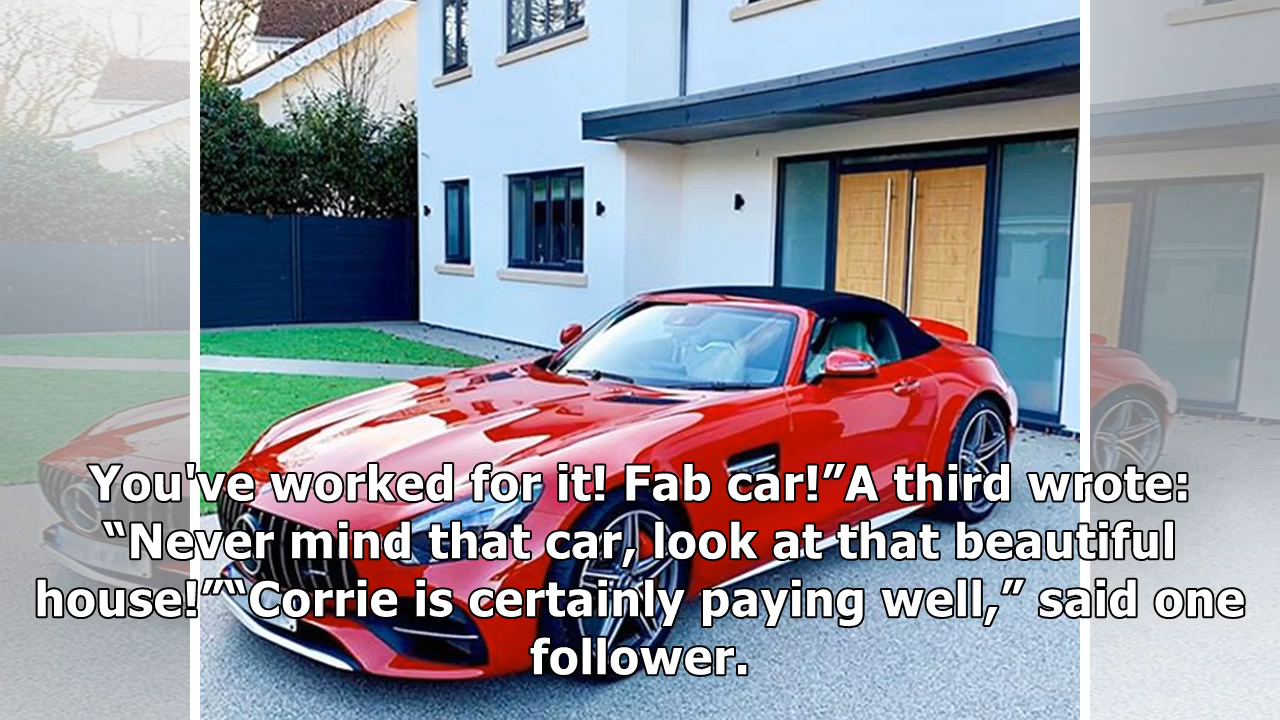 You've worked for it! Fab car!”A third wrote:
“Never mind that car, look at that beautiful
house!”“Corrie is certainly paying well,” said one
follower.